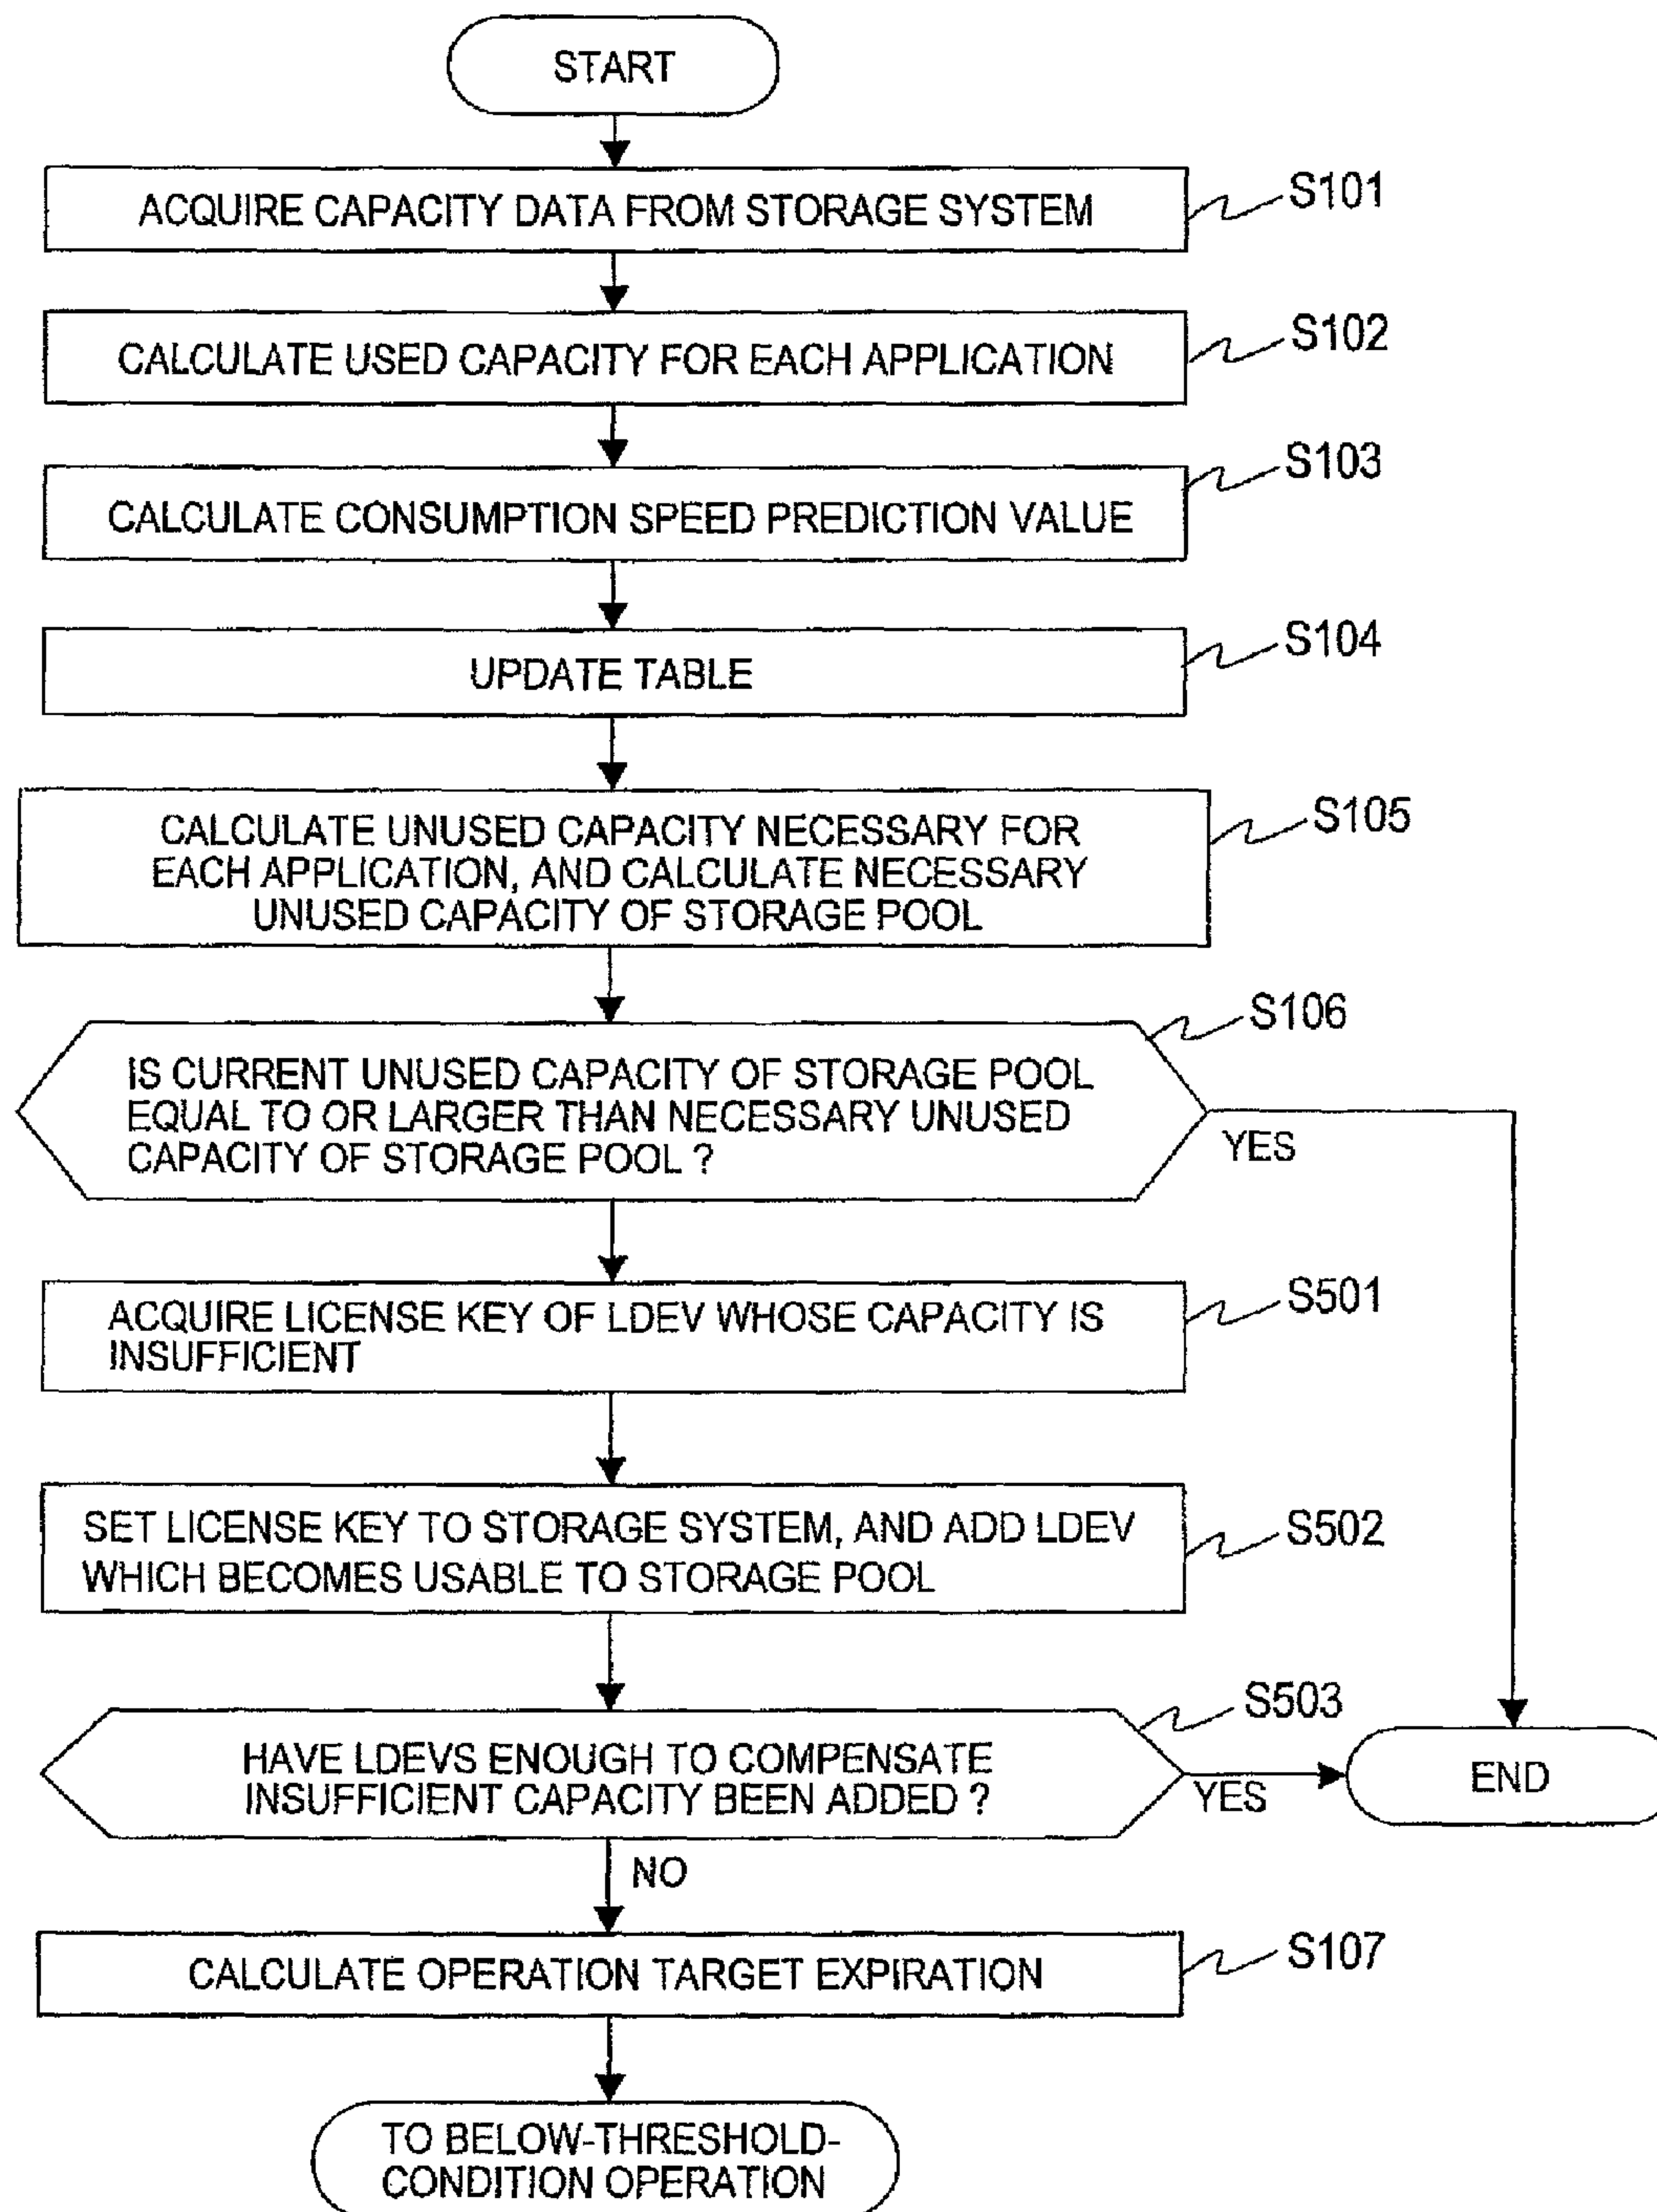 START
ACQUIRE CAPACITY DATA FROM STORAGE SYSTEM
S101
CALCULATE USED CAPACITY FOR EACH APPLICATION
S102
CALCULATE CONSUMPTION SPEED PREDICTION VALUE
S103
UPDATE TABLE
S104
CALCULATE UNUSED CAPACITY NECESSARY FOR
EACH APPLICATION, AND CALCULATE NECESSARY
UNUSED CAPACITY OF STORAGE POOL
S105
IS CURRENT UNUSED CAPACITY OF STORAGE POOL
EQUAL TO OR LARGER THAN NECESSARY UNUSED
CAPACITY OF STORAGE POOL ?
S106
YES
ACQUIRE LICENSE KEY OF LDEV WHOSE CAPACITY IS
INSUFFICIENT
S501
SET LICENSE KEY TO STORAGE SYSTEM, AND ADD LDEV
WHICH BECOMES USABLE TO STORAGE POOL
S502
HAVE LDEVS ENOUGH TO COMPENSATE
INSUFFICIENT CAPACITY BEEN ADDED ?
S503
YES
END
NO
CALCULATE OPERATION TARGET EXPIRATION
S107
TO BELOW-THRESHOLD-
CONDITION OPERATION